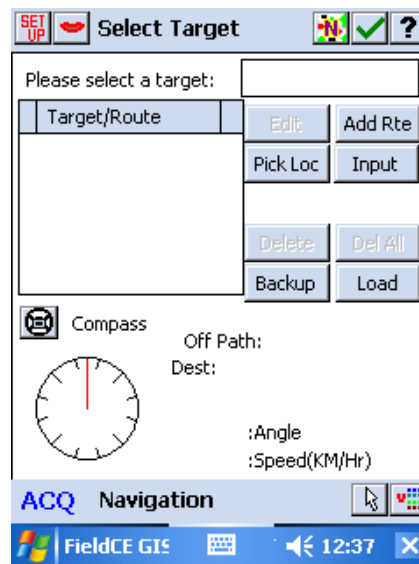 SET UP Select Target N ?
Please select a target:
Target/Route
Edit Add Rte
Pick Loc Input
Delete Del All
Backup Load
Compass
Off Path:
Dest:
:Angle
:Speed(KM/Hr)
ACQ Navigation V
FieldCE GIS 12:37